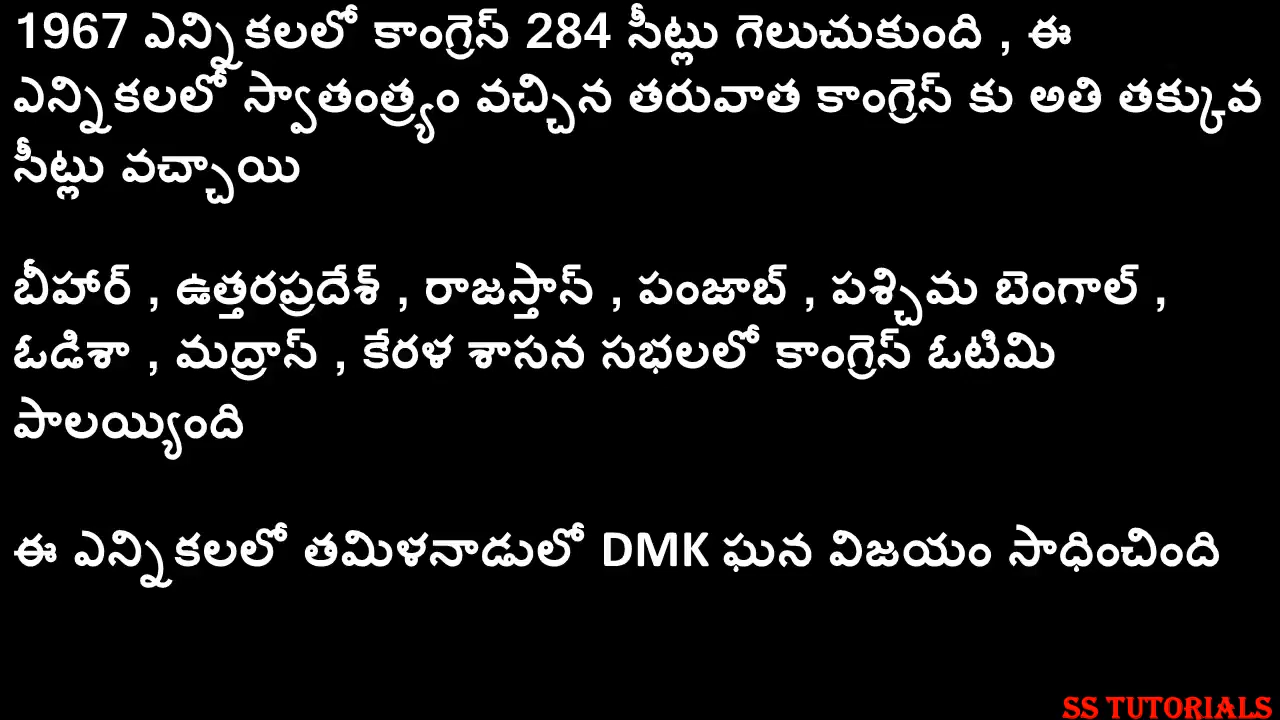 1967 ఎన్నికలలో కాంగ్రెస్ 284 సీట్లు గెలుచుకుంది , ఈ
ఎన్నికలలో స్వాతంత్ర్యం వచ్చిన తరువాత కాంగ్రెస్ కు అతి తక్కువ
సీట్లు వచ్చాయి
బీహార్ , ఉత్తరప్రదేశ్ , రాజస్తాస్ , పంజాబ్ , పశ్చిమ బెంగాల్ ,
ఓడిశా , మద్రాస్ , కేరళ శాసన సభలలో కాంగ్రెస్ ఓటిమి
పాలయ్యింది
ఈ ఎన్నికలలో తమిళనాడులో DMK ఘన విజయం సాధించింది
SS TUTORIALS